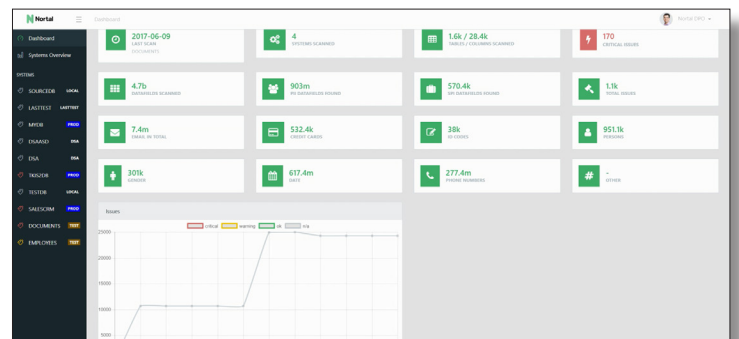 Nortal
Dashboard
Nortal DPO
Dashboard
Systems Overview
SYSTEMS
SOURCEDB LOCAL
LASTTEST LASTTEST
MYDB PROD
DSAASD DSA
DSA DSA
TKISZDB PROD
TESTDB LOCAL
SALESCRM PROD
DOCUMENTS TEST
EMPLOYEES TEST
2017-06-09
LAST SCAN
DOCUMENTS
4
SYSTEMS SCANNED
1.6k / 28.4k
TABLES / COLUMNS SCANNED
170
CRITICAL ISSUES
4.7b
DATAFIELDS SCANNED
903m
PII DATAFIELDS FOUND
570.4k
SPI DATAFIELDS FOUND
1.1k
TOTAL ISSUES
7.4m
EMAIL IN TOTAL
532.4k
CREDIT CARDS
38k
ID CODES
951.1k
PERSONS
301k
GENDER
617.4m
DATE
277.4m
PHONE NUMBERS
-
OTHER
Issues
critical warning ok n/a
25000
20000
15000
10000
5000